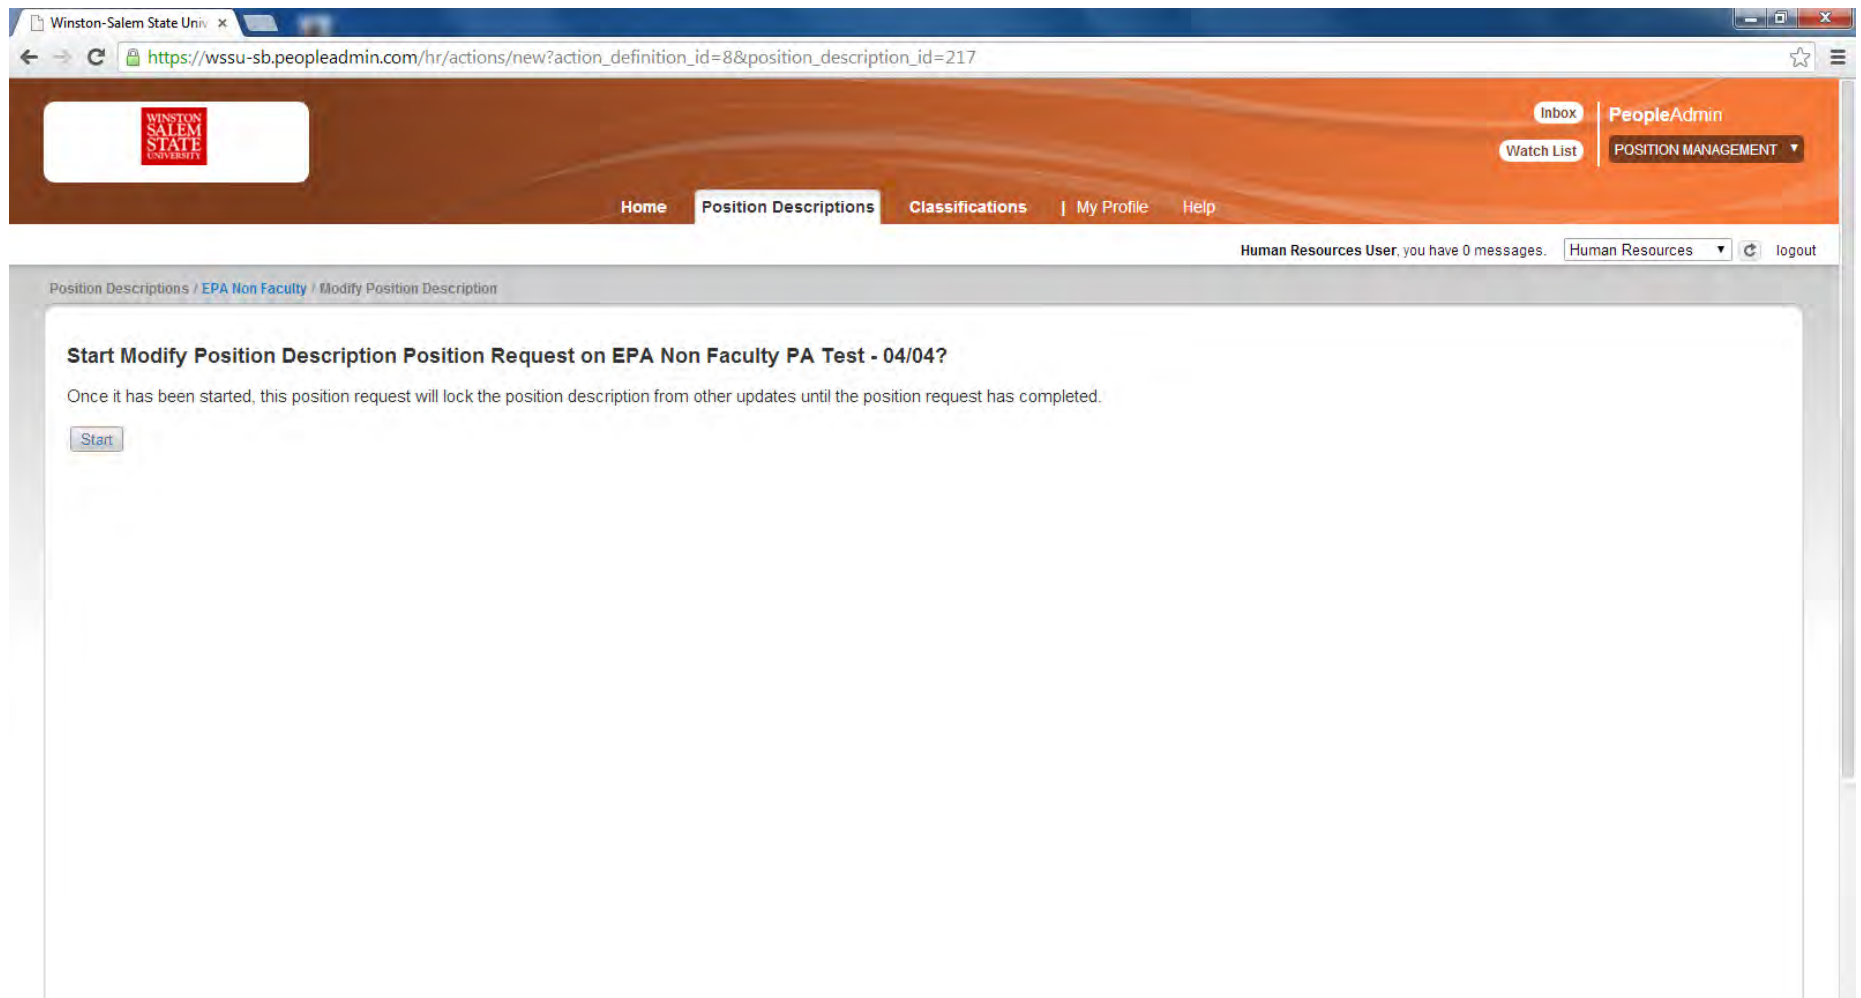 Winston-Salem State Univ
https://wssu-sb.peopleadmin.com/hr/actions/new?action_definition_id=8&position_description_id=217
WINSTON
SALEM
STATE
UNIVERSITY
Inbox
PeopleAdmin
Watch List
POSITION MANAGEMENT
Home Position Descriptions Classifications | My Profile Help
Human Resources User, you have 0 messages. Human Resources logout
Position Descriptions / EPA Non Faculty / Modify Position Description
Start Modify Position Description Position Request on EPA Non Faculty PA Test - 04/04?
Once it has been started, this position request will lock the position description from other updates until the position request has completed.
Start